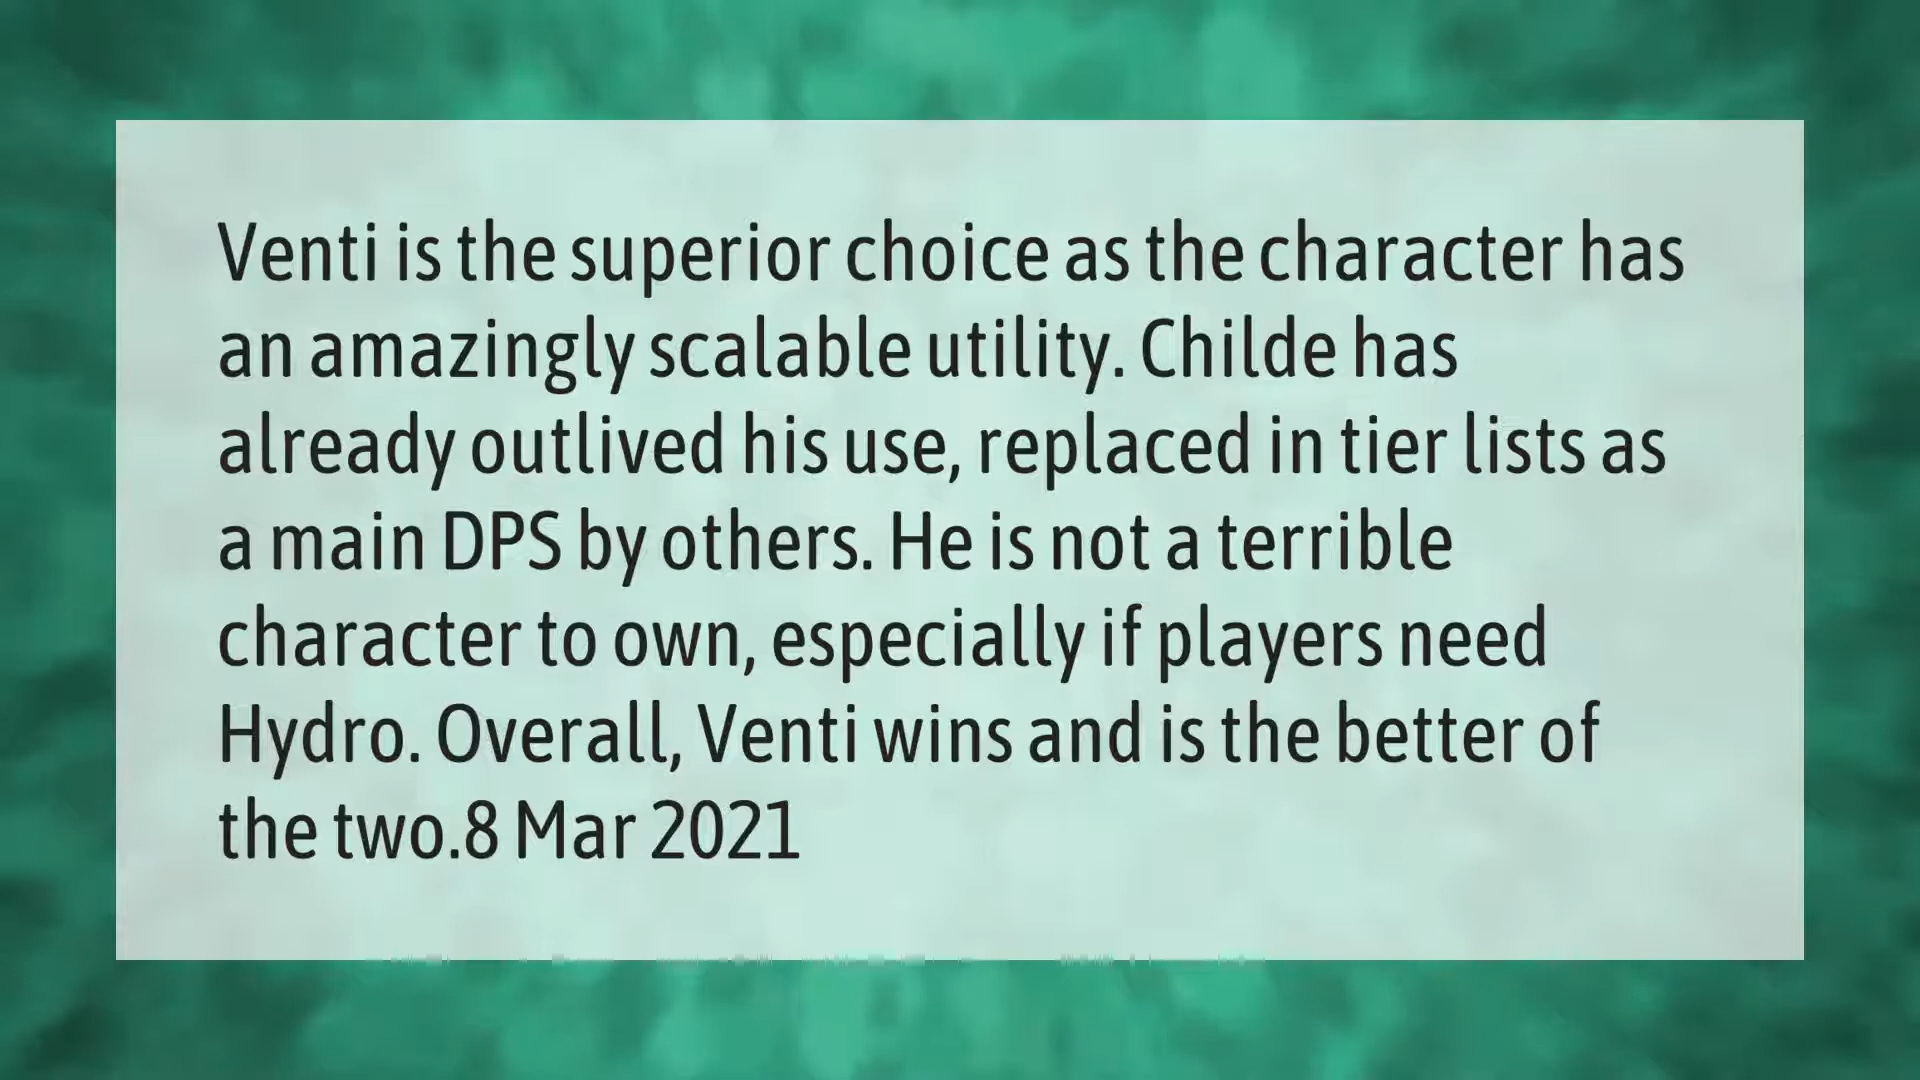 Venti is the superior choice as the character has
an amazingly scalable utility. Childe has
already outlived his use, replaced in tier lists as
a main DPS by others. He is not a terrible
character to own, especially if players need
Hydro. Overall, Venti wins and is the better of
the two.8 Mar 2021